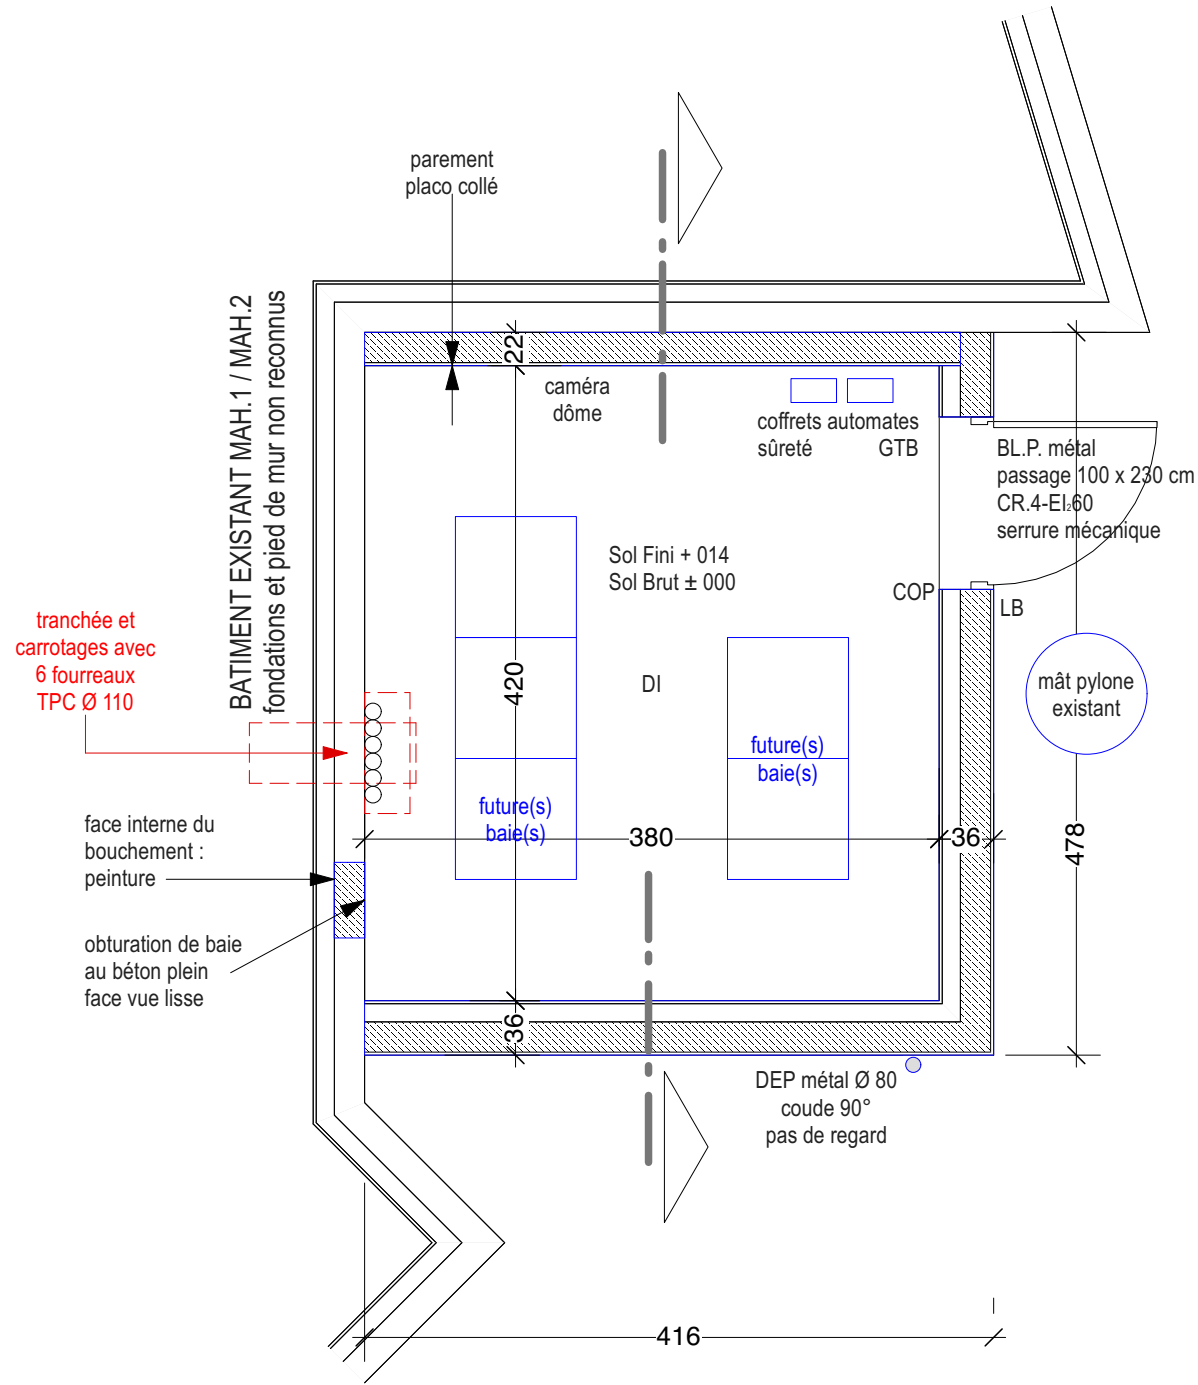 parement
placo collé
BATIMENT EXISTANT MAH.1 / MAH.2
fondations et pied de mur non reconnus
22
caméra
dôme
coffrets automates
sûreté GTB
BL.P. métal
passage 100 x 230 cm
CR.4-EI₂60
serrure mécanique
Sol Fini + 014
Sol Brut ± 000
COP
LB
tranchée et
carrotages avec
6 fourreaux
TPC Ø 110
420
DI
mât pylone
existant
future(s)
baie(s)
future(s)
baie(s)
380
36
478
face interne du
bouchement :
peinture
obturation de baie
au béton plein
face vue lisse
36
DEP métal Ø 80
coude 90°
pas de regard
416